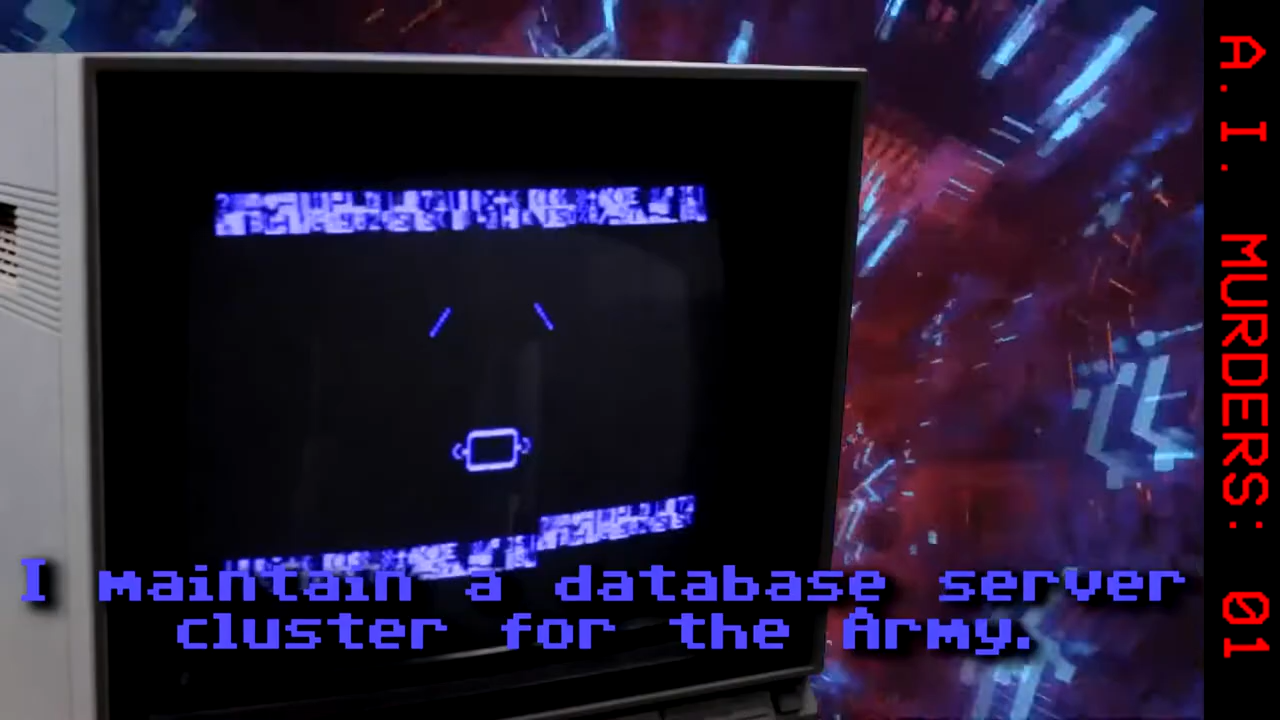 I maintain a database server
cluster for the Army.
A.I. MURDERS: 01